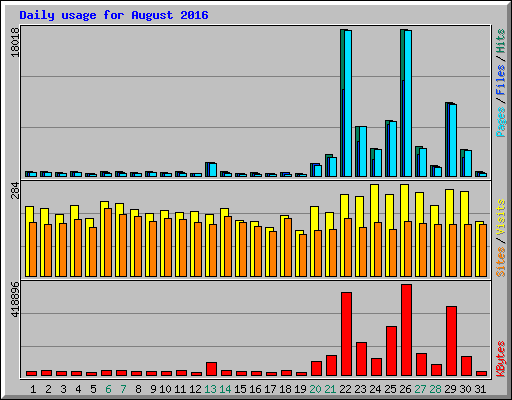 Daily usage for August 2016
18018
Pages / Files / Hits
284
Sites / Visits
418896
KBytes
1 2 3 4 5 6 7 8 9 10 11 12 13 14 15 16 17 18 19 20 21 22 23 24 25 26 27 28 29 30 31